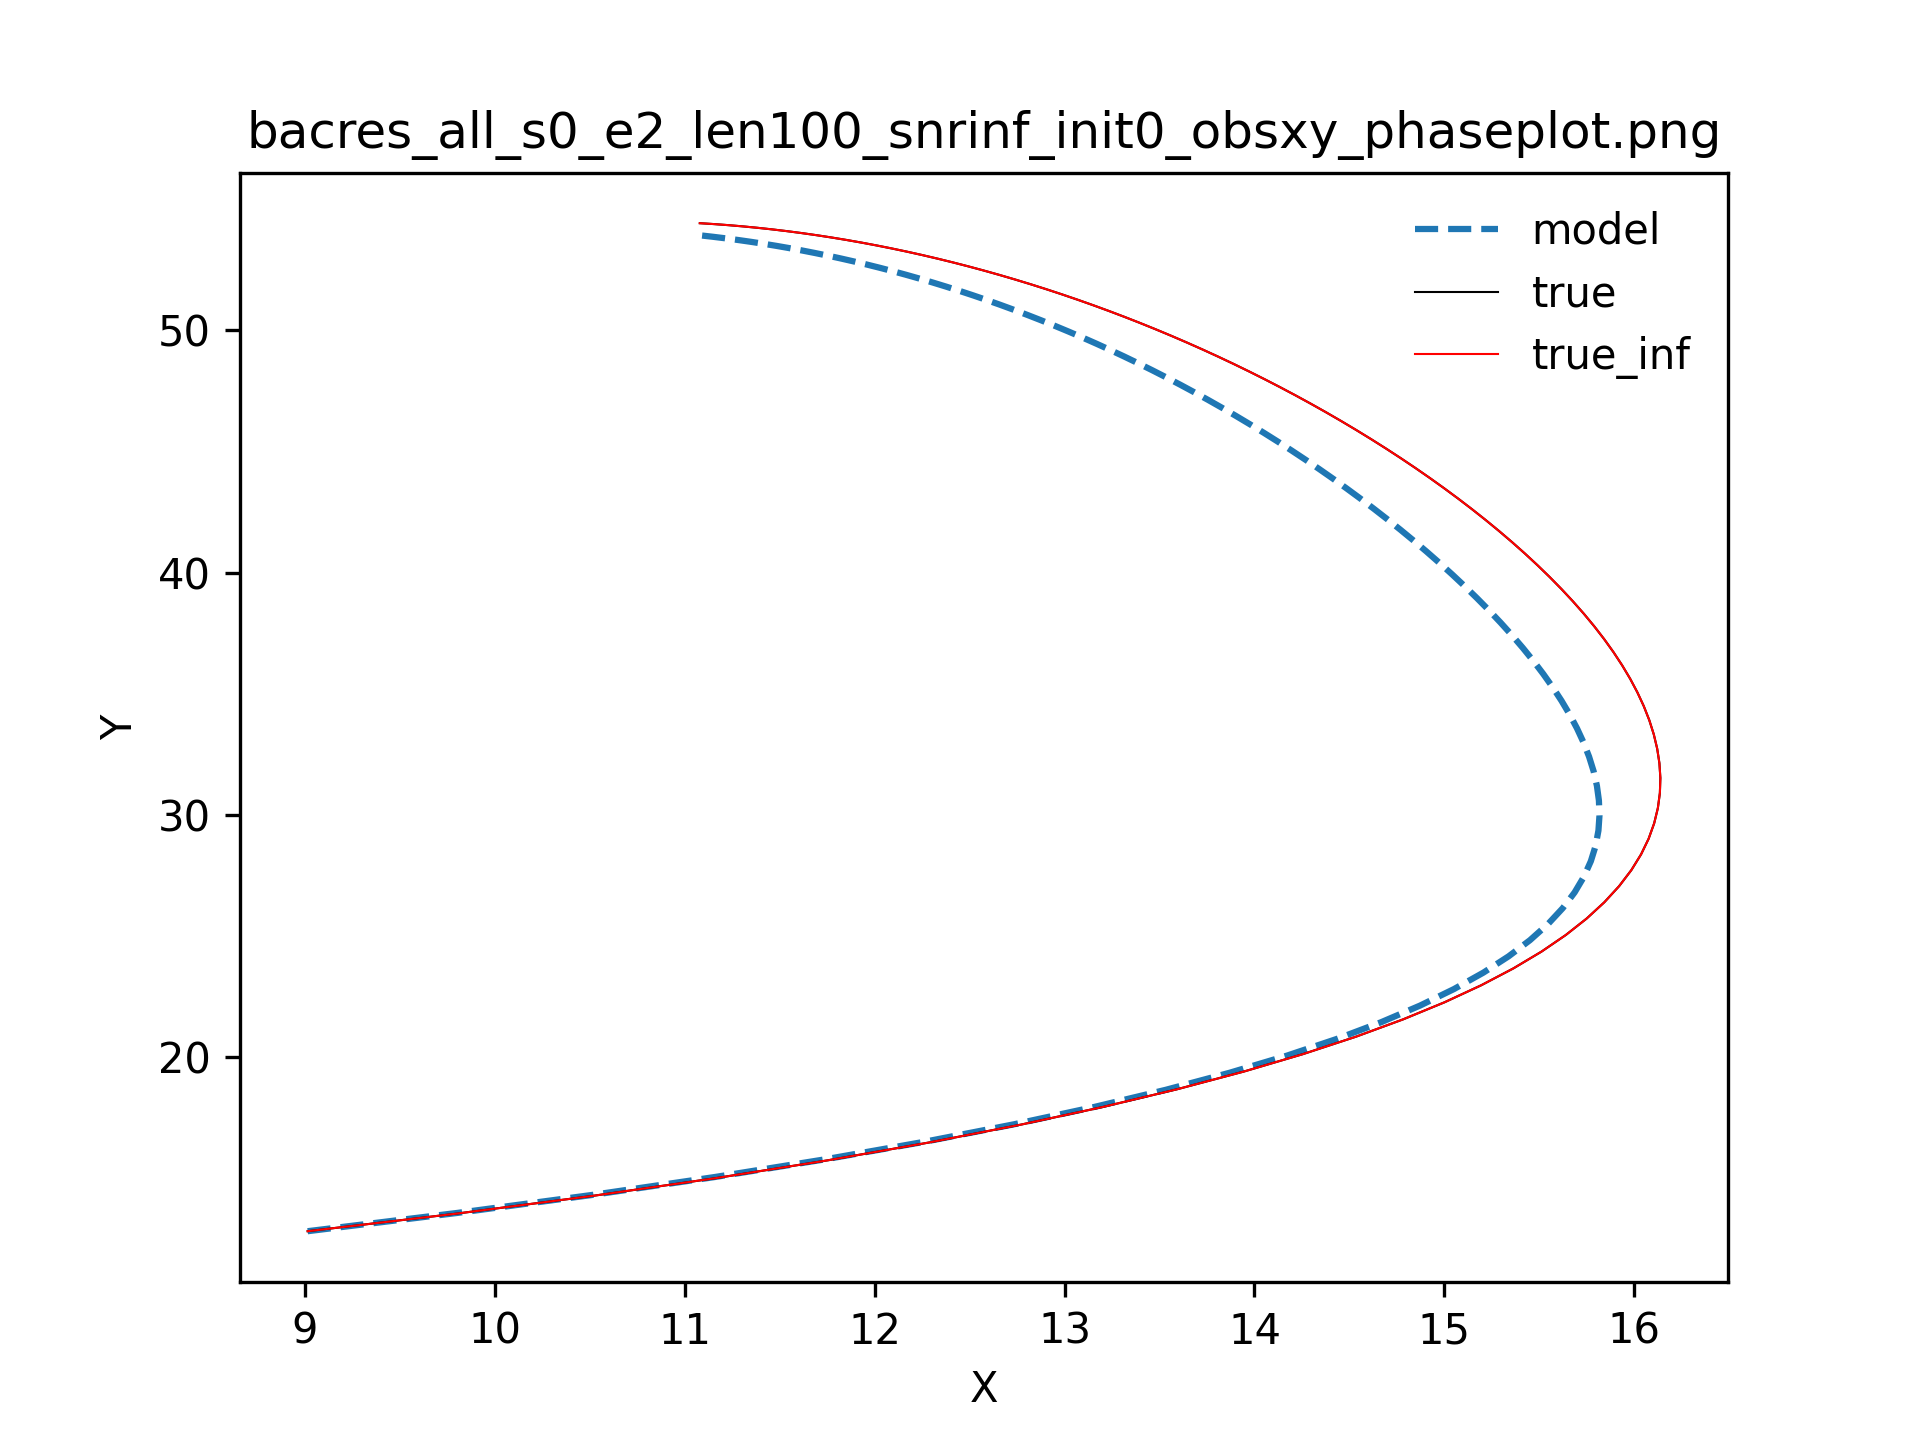 bacres_all_s0_e2_len100_snrinf_init0_obsxy_phaseplot.png
model
true
true_inf
50
40
30
20
Y
9 10 11 12 13 14 15 16
X